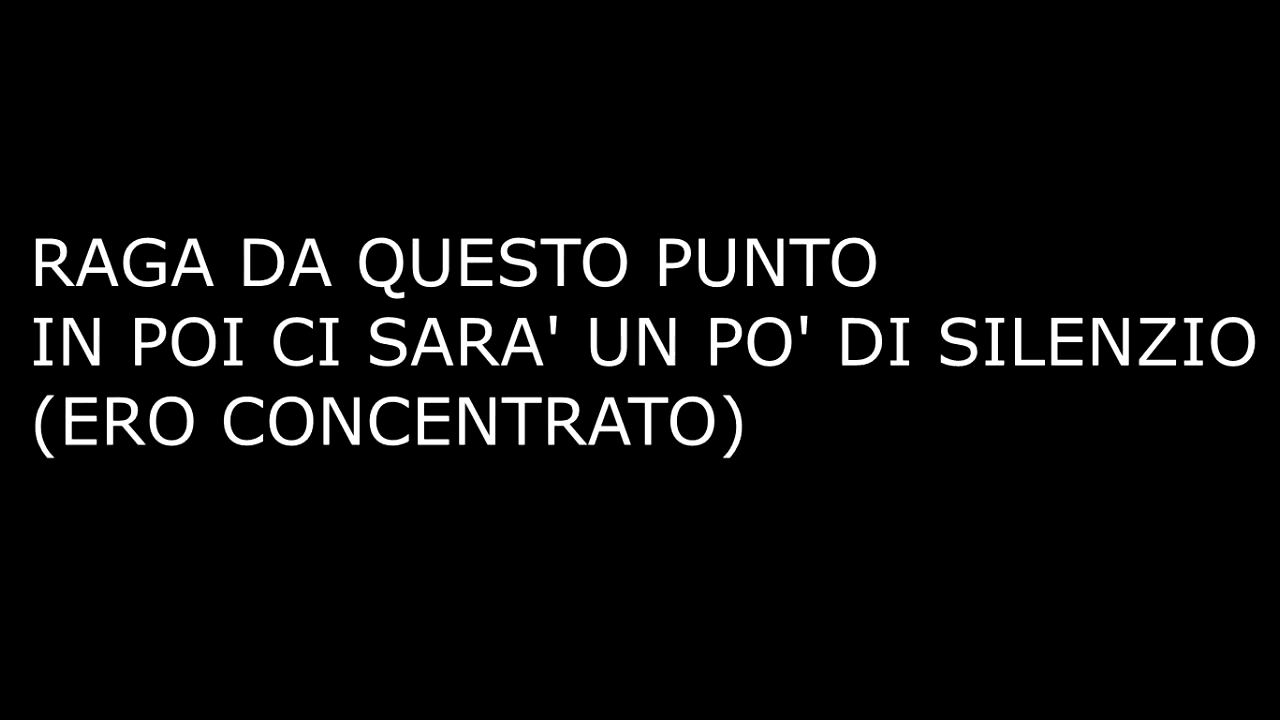 RAGA DA QUESTO PUNTO
IN POI CI SARA' UN PO' DI SILENZIO
(ERO CONCENTRATO)